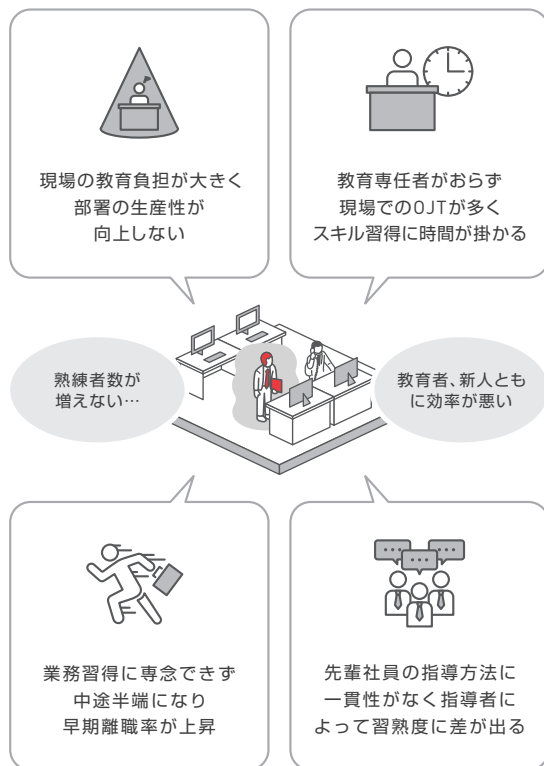 現場の教育負担が大きく
部署の生産性が
向上しない
教育専任者がおらず
現場でのOJTが多く
スキル習得に時間が掛かる
熟練者数が
増えない…
教育者、新人とも
に効率が悪い
業務習得に専念できず
中途半端になり
早期離職率が上昇
先輩社員の指導方法に
一貫性がなく指導者に
よって習熟度に差が出る